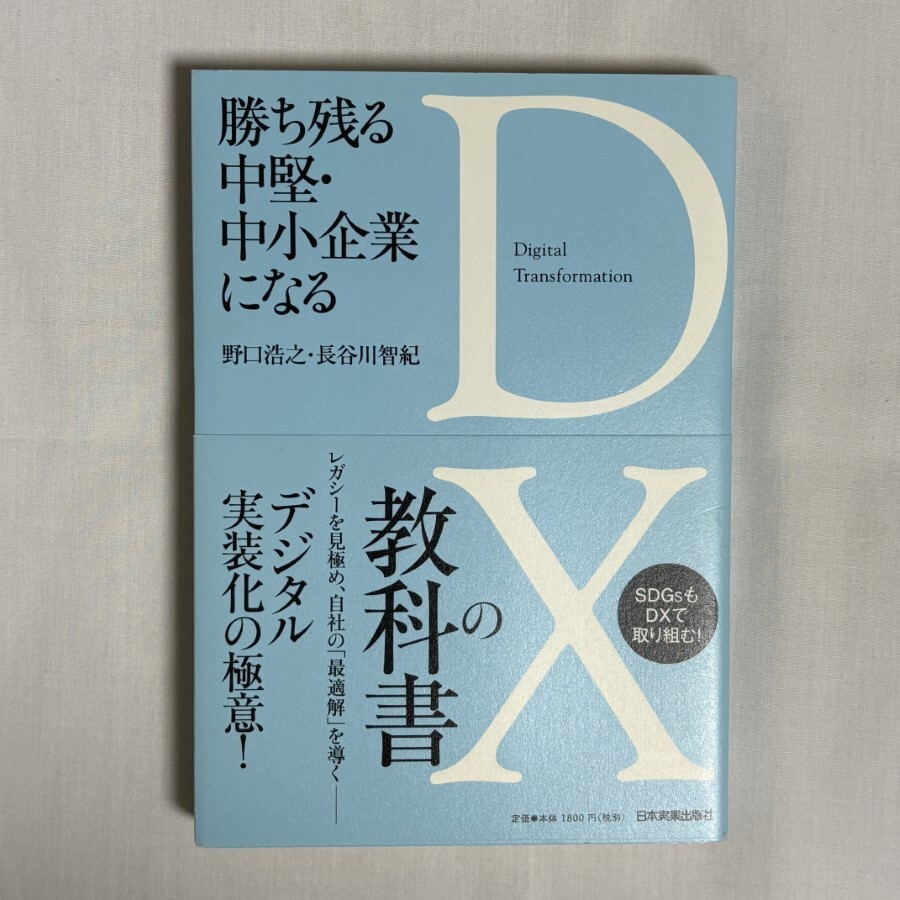 勝ち残る
中堅・
中小企業
になる
野口浩之・長谷川智紀
DX
Digital
Transformation
の
教科書
レガシーを見極め、自社の「最適解」を導く――
デジタル
実装化の極意！
SDGsも
DXで
取り組む！
定価●本体 1800 円（税別）
日本実業出版社